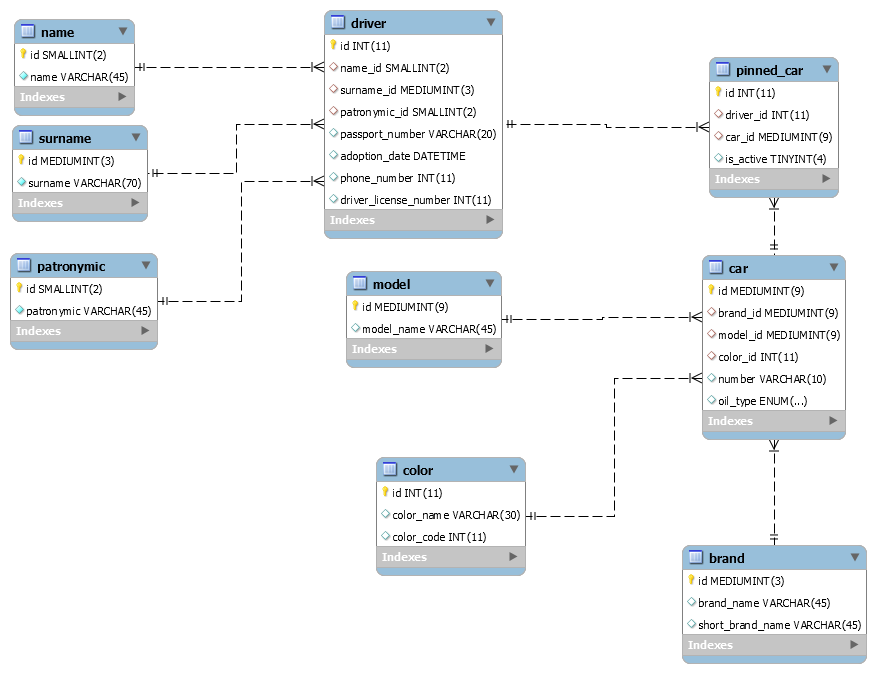 name
id SMALLINT(2)
name VARCHAR(45)
Indexes
surname
id MEDIUMINT(3)
surname VARCHAR(70)
Indexes
patronymic
id SMALLINT(2)
patronymic VARCHAR(45)
Indexes
driver
id INT(11)
name_id SMALLINT(2)
surname_id MEDIUMINT(3)
patronymic_id SMALLINT(2)
passport_number VARCHAR(20)
adoption_date DATETIME
phone_number INT(11)
driver_license_number INT(11)
Indexes
model
id MEDIUMINT(9)
model_name VARCHAR(45)
Indexes
color
id INT(11)
color_name VARCHAR(30)
color_code INT(11)
Indexes
pinned_car
id INT(11)
driver_id INT(11)
car_id MEDIUMINT(9)
is_active TINYINT(4)
Indexes
car
id MEDIUMINT(9)
brand_id MEDIUMINT(9)
model_id MEDIUMINT(9)
color_id INT(11)
number VARCHAR(10)
oil_type ENUM(...)
Indexes
brand
id MEDIUMINT(3)
brand_name VARCHAR(45)
short_brand_name VARCHAR(45)
Indexes